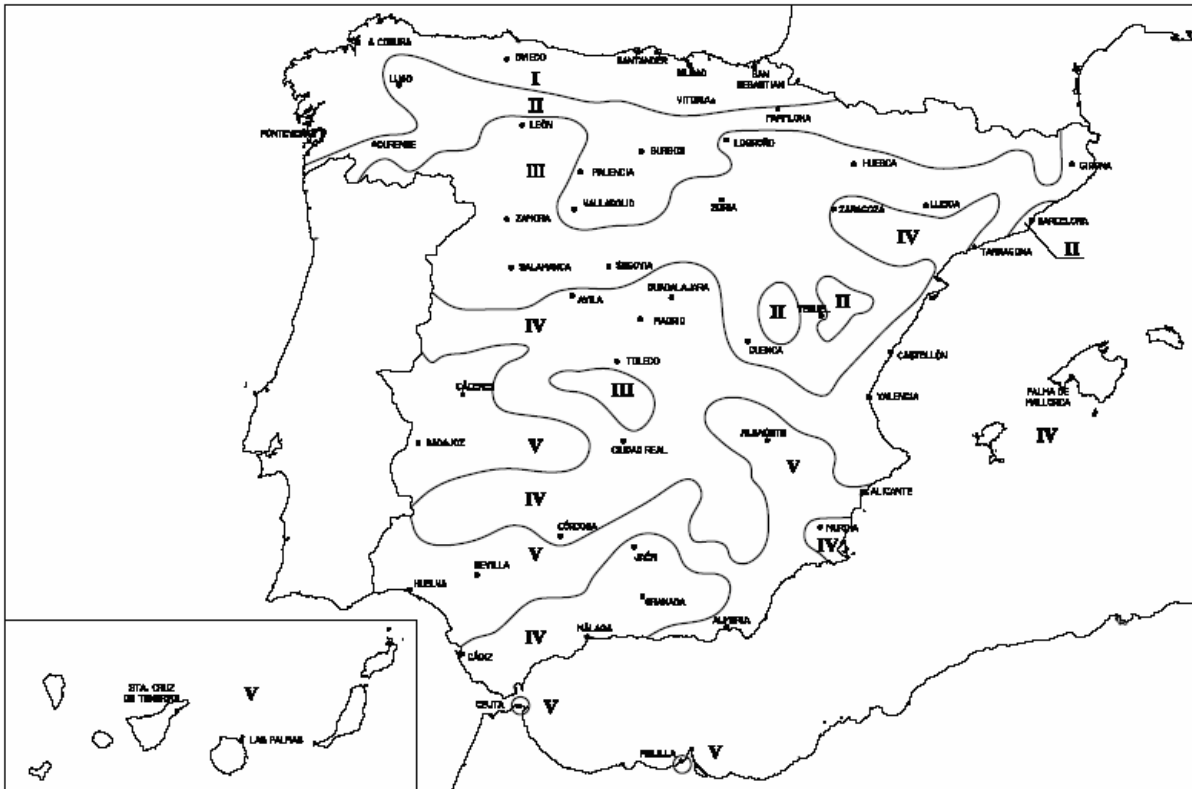 A CORUÑA
OVIEDO
SANTANDER
BILBAO
SAN
SEBASTIAN
LUGO
I
VITORIA
II
PAMPLONA
PONTEVEDRA
LEÓN
OURENSE
BURGOS
LOGROÑO
HUESCA
GIRONA
III
PALENCIA
ZAMORA
VALLADOLID
SORIA
ZARAGOZA
LLEIDA
BARCELONA
IV
TARRAGONA
II
SALAMANCA
SEGOVIA
AVILA
GUADALAJARA
MADRID
IV
II
TERUEL
II
CUENCA
CASTELLÓN
TOLEDO
CÁCERES
III
VALENCIA
PALMA DE
MALLORCA
IV
BADAJOZ
V
CIUDAD REAL
ALBACETE
V
ALICANTE
IV
CÓRDOBA
MURCIA
IV
V
JAÉN
SEVILLA
HUELVA
GRANADA
ALMERIA
IV
MÁLAGA
CÁDIZ
CEUTA
V
MELILLA
V
STA. CRUZ
DE TENERIFE
V
LAS PALMAS